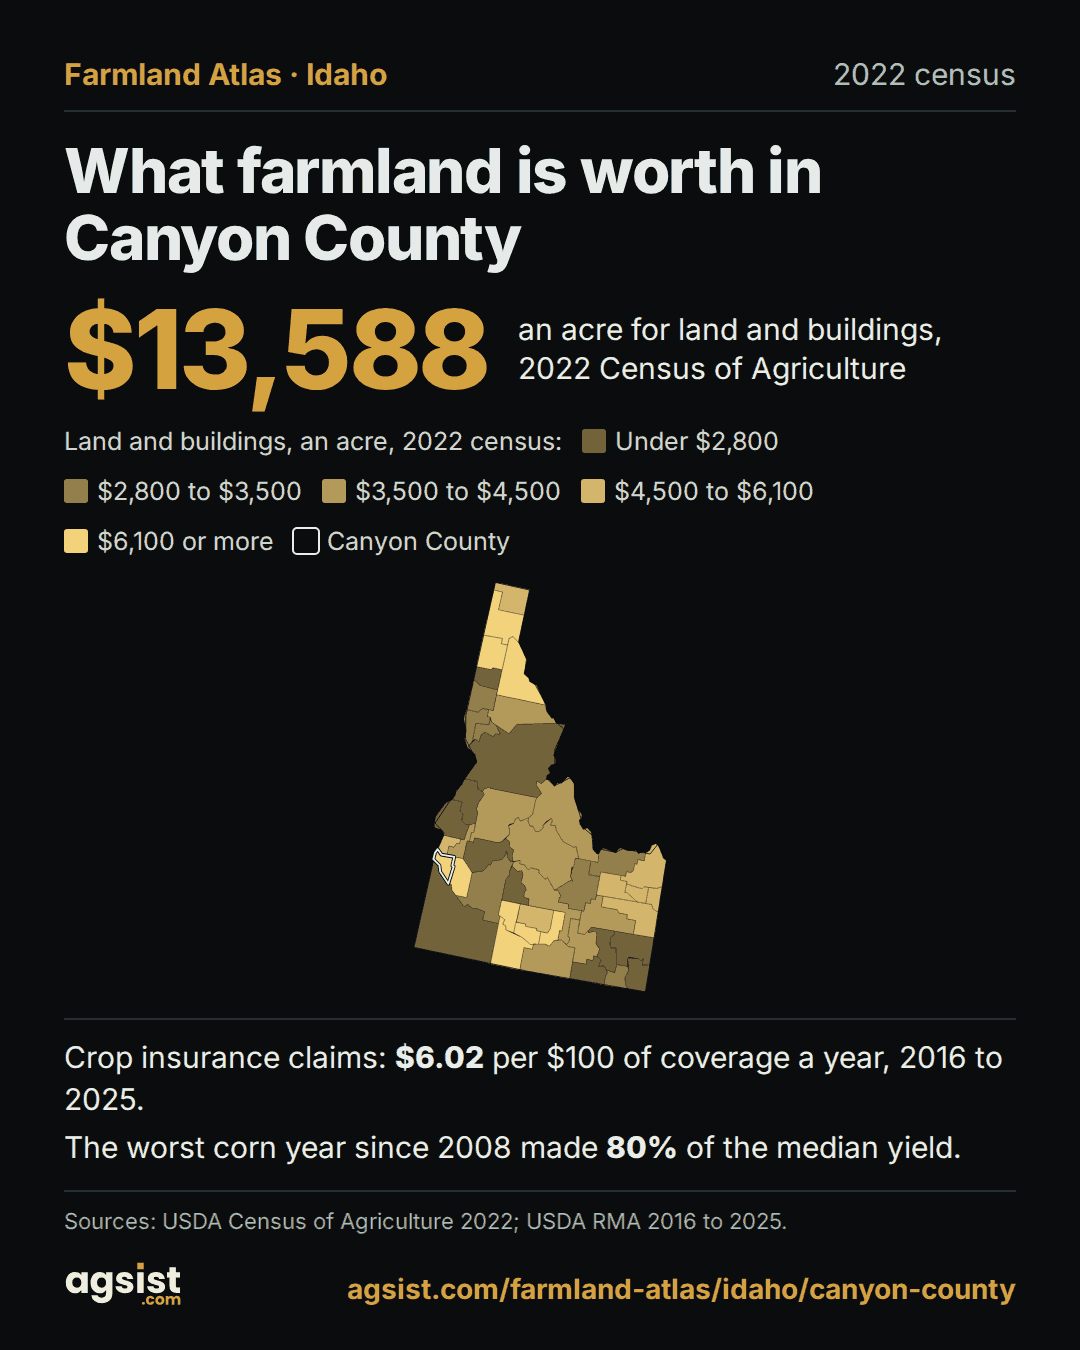 Farmland Atlas · Idaho
2022 census
What farmland is worth in
Canyon County
$13,588
an acre for land and buildings,
2022 Census of Agriculture
Land and buildings, an acre, 2022 census: Under $2,800
$2,800 to $3,500 $3,500 to $4,500 $4,500 to $6,100
$6,100 or more Canyon County
Crop insurance claims: $6.02 per $100 of coverage a year, 2016 to
2025.
The worst corn year since 2008 made 80% of the median yield.
Sources: USDA Census of Agriculture 2022; USDA RMA 2016 to 2025.
agsist
.com
agsist.com/farmland-atlas/idaho/canyon-county